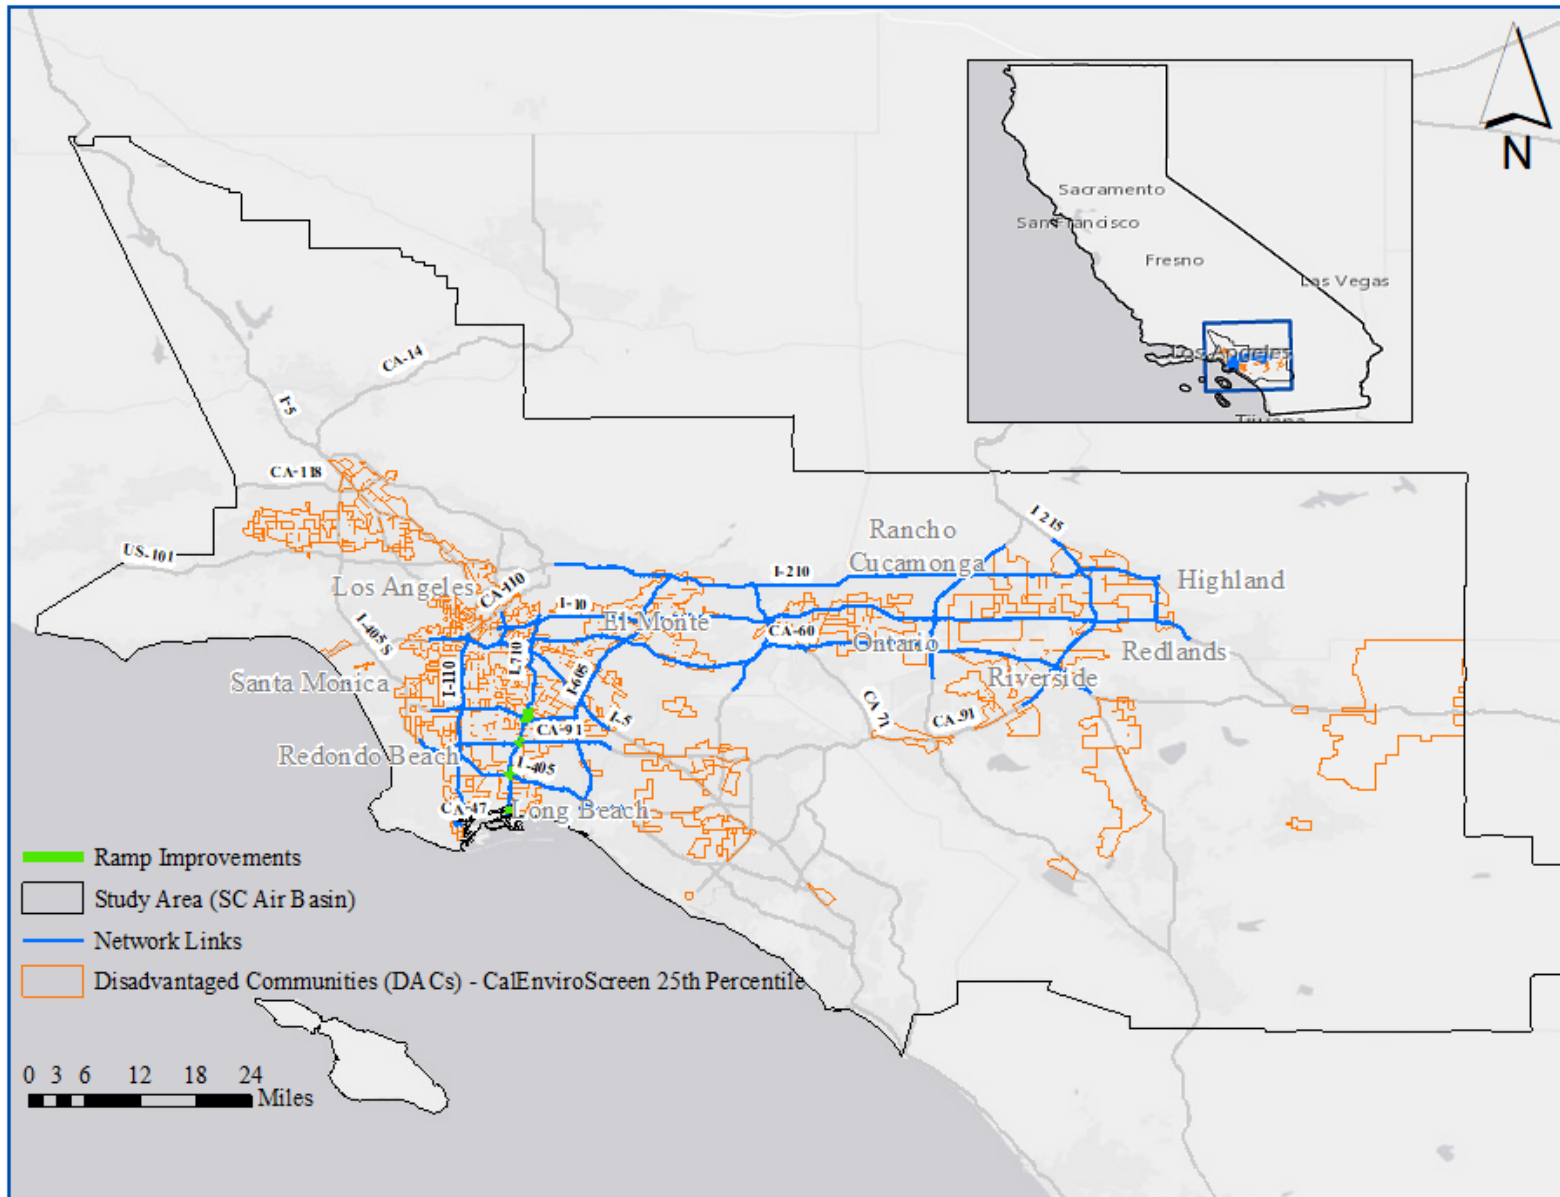 N
Sacramento
San Francisco
Fresno
Las Vegas
Los Angeles
Tijuana
CA-14
I-5
CA-118
US-101
I-215
Rancho
Cucamonga
I-210
Highland
Los Angeles
CA-110
I-10
El Monte
CA-60
Ontario
Redlands
I-405 S
I-710
I-110
I-605
Santa Monica
Riverside
I-5
CA-71
CA-91
CA-91
Redondo Beach
I-405
CA-47
Long Beach
Ramp Improvements
Study Area (SC Air Basin)
Network Links
Disadvantaged Communities (DACs) - CalEnviroScreen 25th Percentile
0 3 6 12 18 24
Miles